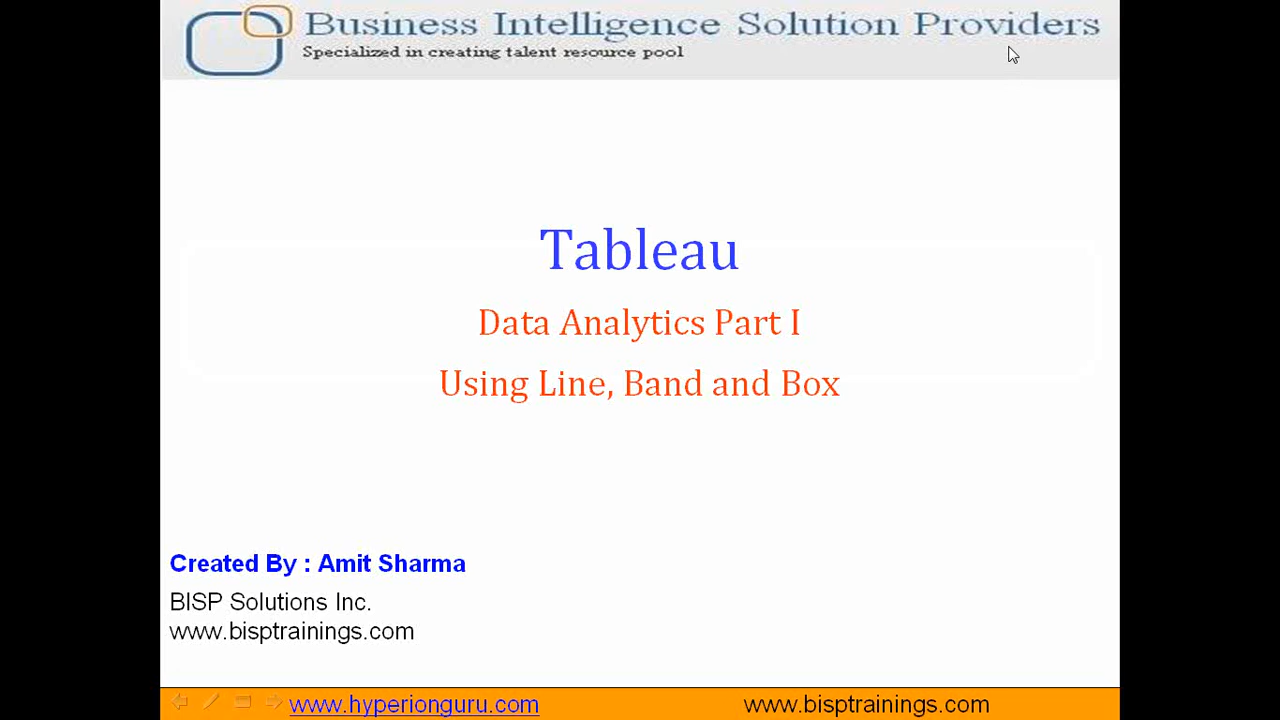 Business Intelligence Solution Providers
Specialized in creating talent resource pool
Tableau
Data Analytics Part I
Using Line, Band and Box
Created By : Amit Sharma
BISP Solutions Inc.
www.bisptrainings.com
www.hyperionguru.com www.bisptrainings.com